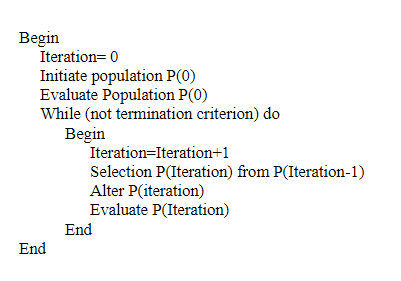 Begin
Iteration= 0
Initiate population P(0)
Evaluate Population P(0)
While (not termination criterion) do
Begin
Iteration=Iteration+1
Selection P(Iteration) from P(Iteration-1)
Alter P(iteration)
Evaluate P(Iteration)
End
End